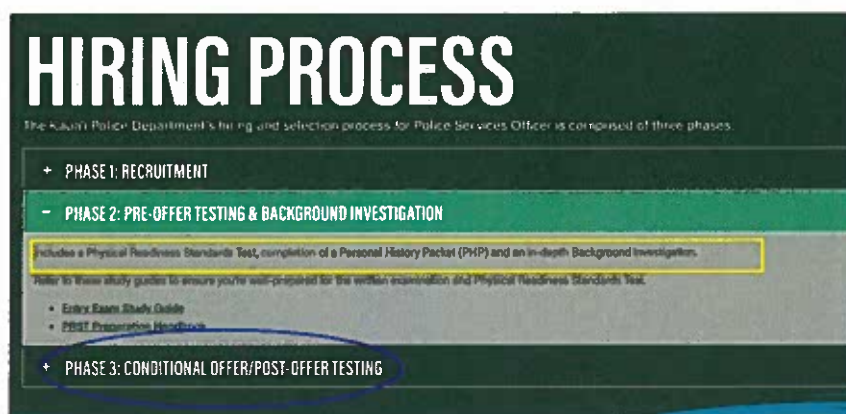 HIRING PROCESS
The Kaua'i Police Department's hiring and selection process for Police Services Officer is comprised of three phases.
+ PHASE 1: RECRUITMENT
- PHASE 2: PRE-OFFER TESTING & BACKGROUND INVESTIGATION
Includes a Physical Readiness Standards Test, completion of a Personal History Packet (PHP) and an in-depth Background Investigation.
Refer to these study guides to ensure you're well-prepared for the written examination and Physical Readiness Standards Test.
• Entry Exam Study Guide
• PRST Preparation Handbook
+ PHASE 3: CONDITIONAL OFFER/POST-OFFER TESTING